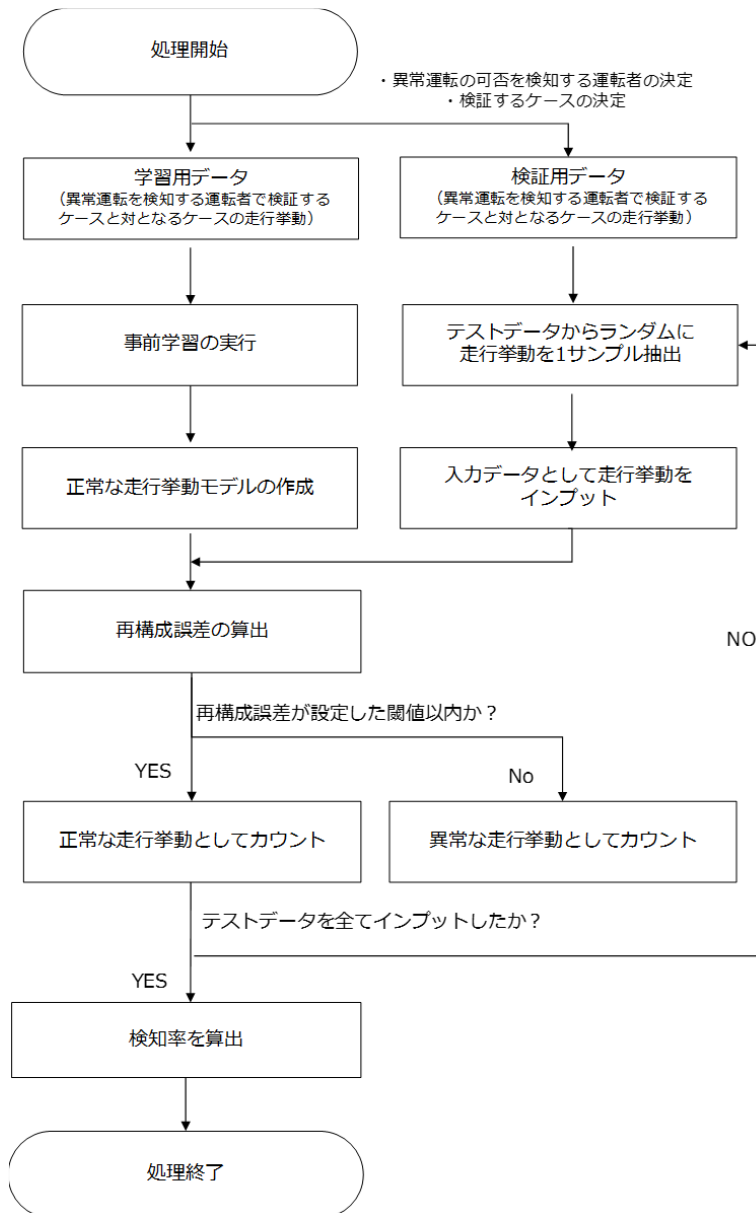 処理開始
・異常運転の可否を検知する運転者の決定
・検証するケースの決定
学習用データ
（異常運転を検知する運転者で検証する
ケースと対となるケースの走行挙動）
検証用データ
（異常運転を検知する運転者で検証する
ケースと対となるケースの走行挙動）
事前学習の実行
テストデータからランダムに
走行挙動を1サンプル抽出
正常な走行挙動モデルの作成
入力データとして走行挙動を
インプット
再構成誤差の算出
NO
再構成誤差が設定した閾値以内か？
YES
No
正常な走行挙動としてカウント
異常な走行挙動としてカウント
テストデータを全てインプットしたか？
YES
検知率を算出
処理終了